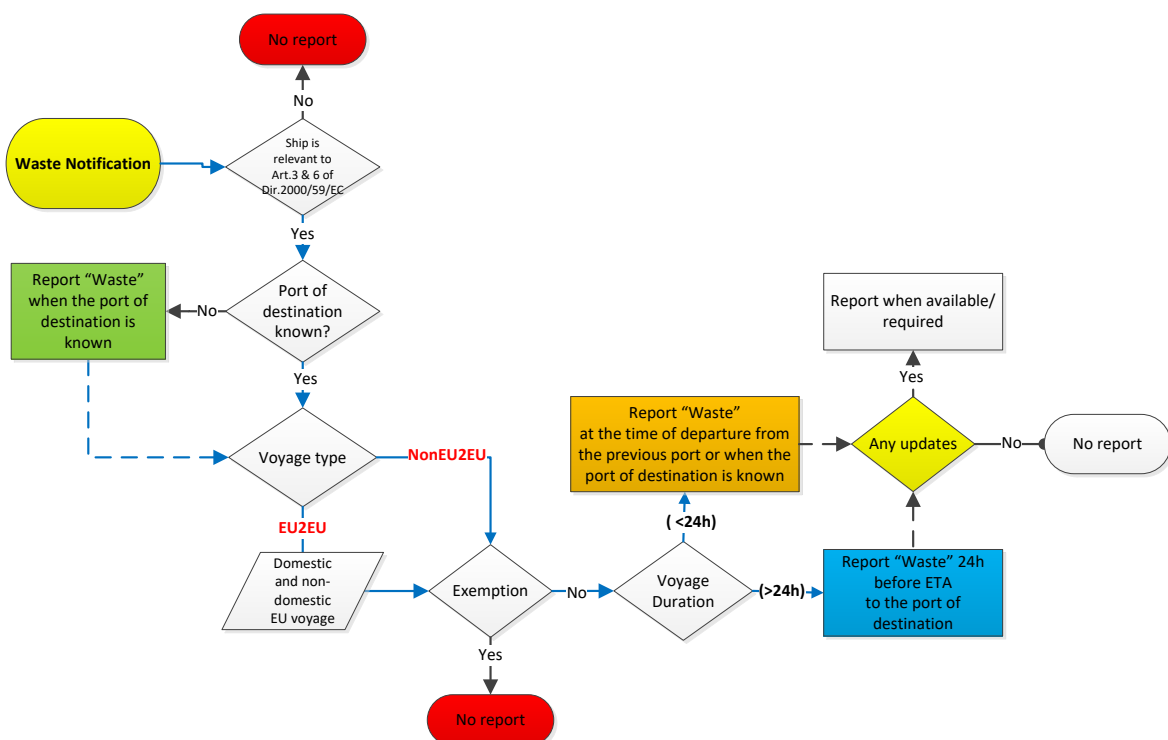 No report
No
Waste Notification
Ship is
relevant to
Art.3 & 6 of
Dir.2000/59/EC
Yes
Report “Waste”
when the port of
destination is
known
No
Port of
destination
known?
Yes
Report when available/
required
Yes
Voyage type
NonEU2EU
Report “Waste”
at the time of departure from
the previous port or when the
port of destination is known
Any updates
No
No report
EU2EU
( <24h)
Domestic
and non-
domestic
EU voyage
Exemption
No
Voyage
Duration
(>24h)
Report “Waste” 24h
before ETA
to the port of
destination
Yes
No report